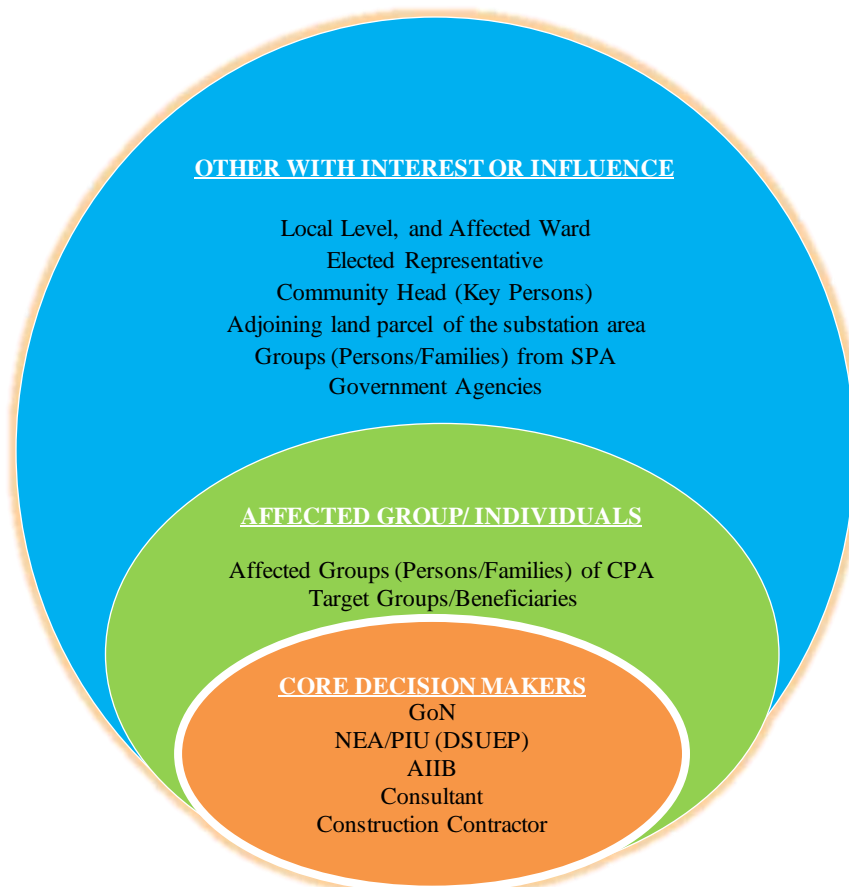 OTHER WITH INTEREST OR INFLUENCE
Local Level, and Affected Ward
Elected Representative
Community Head (Key Persons)
Adjoining land parcel of the substation area
Groups (Persons/Families) from SPA
Government Agencies
AFFECTED GROUP/ INDIVIDUALS
Affected Groups (Persons/Families) of CPA
Target Groups/Beneficiaries
CORE DECISION MAKERS
GoN
NEA/PIU (DSUEP)
AIIB
Consultant
Construction Contractor